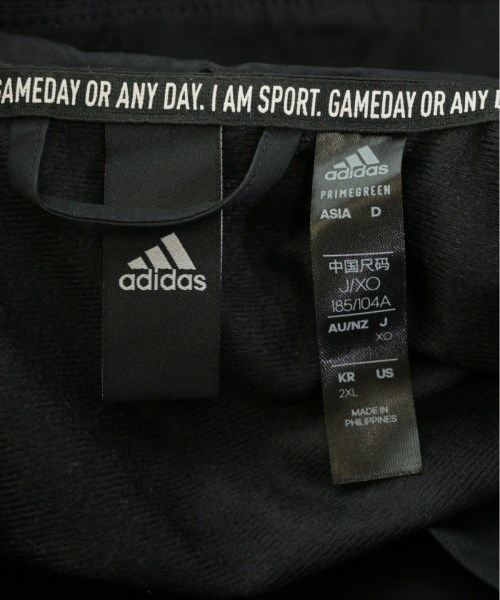 GAMEDAY OR ANY DAY. I AM SPORT. GAMEDAY OR ANY D
adidas
adidas
PRIMEGREEN
ASIA D
中国尺码
J/XO
185/104A
AU/NZ J
XO
KR US
2XL
MADE IN
PHILIPPINES